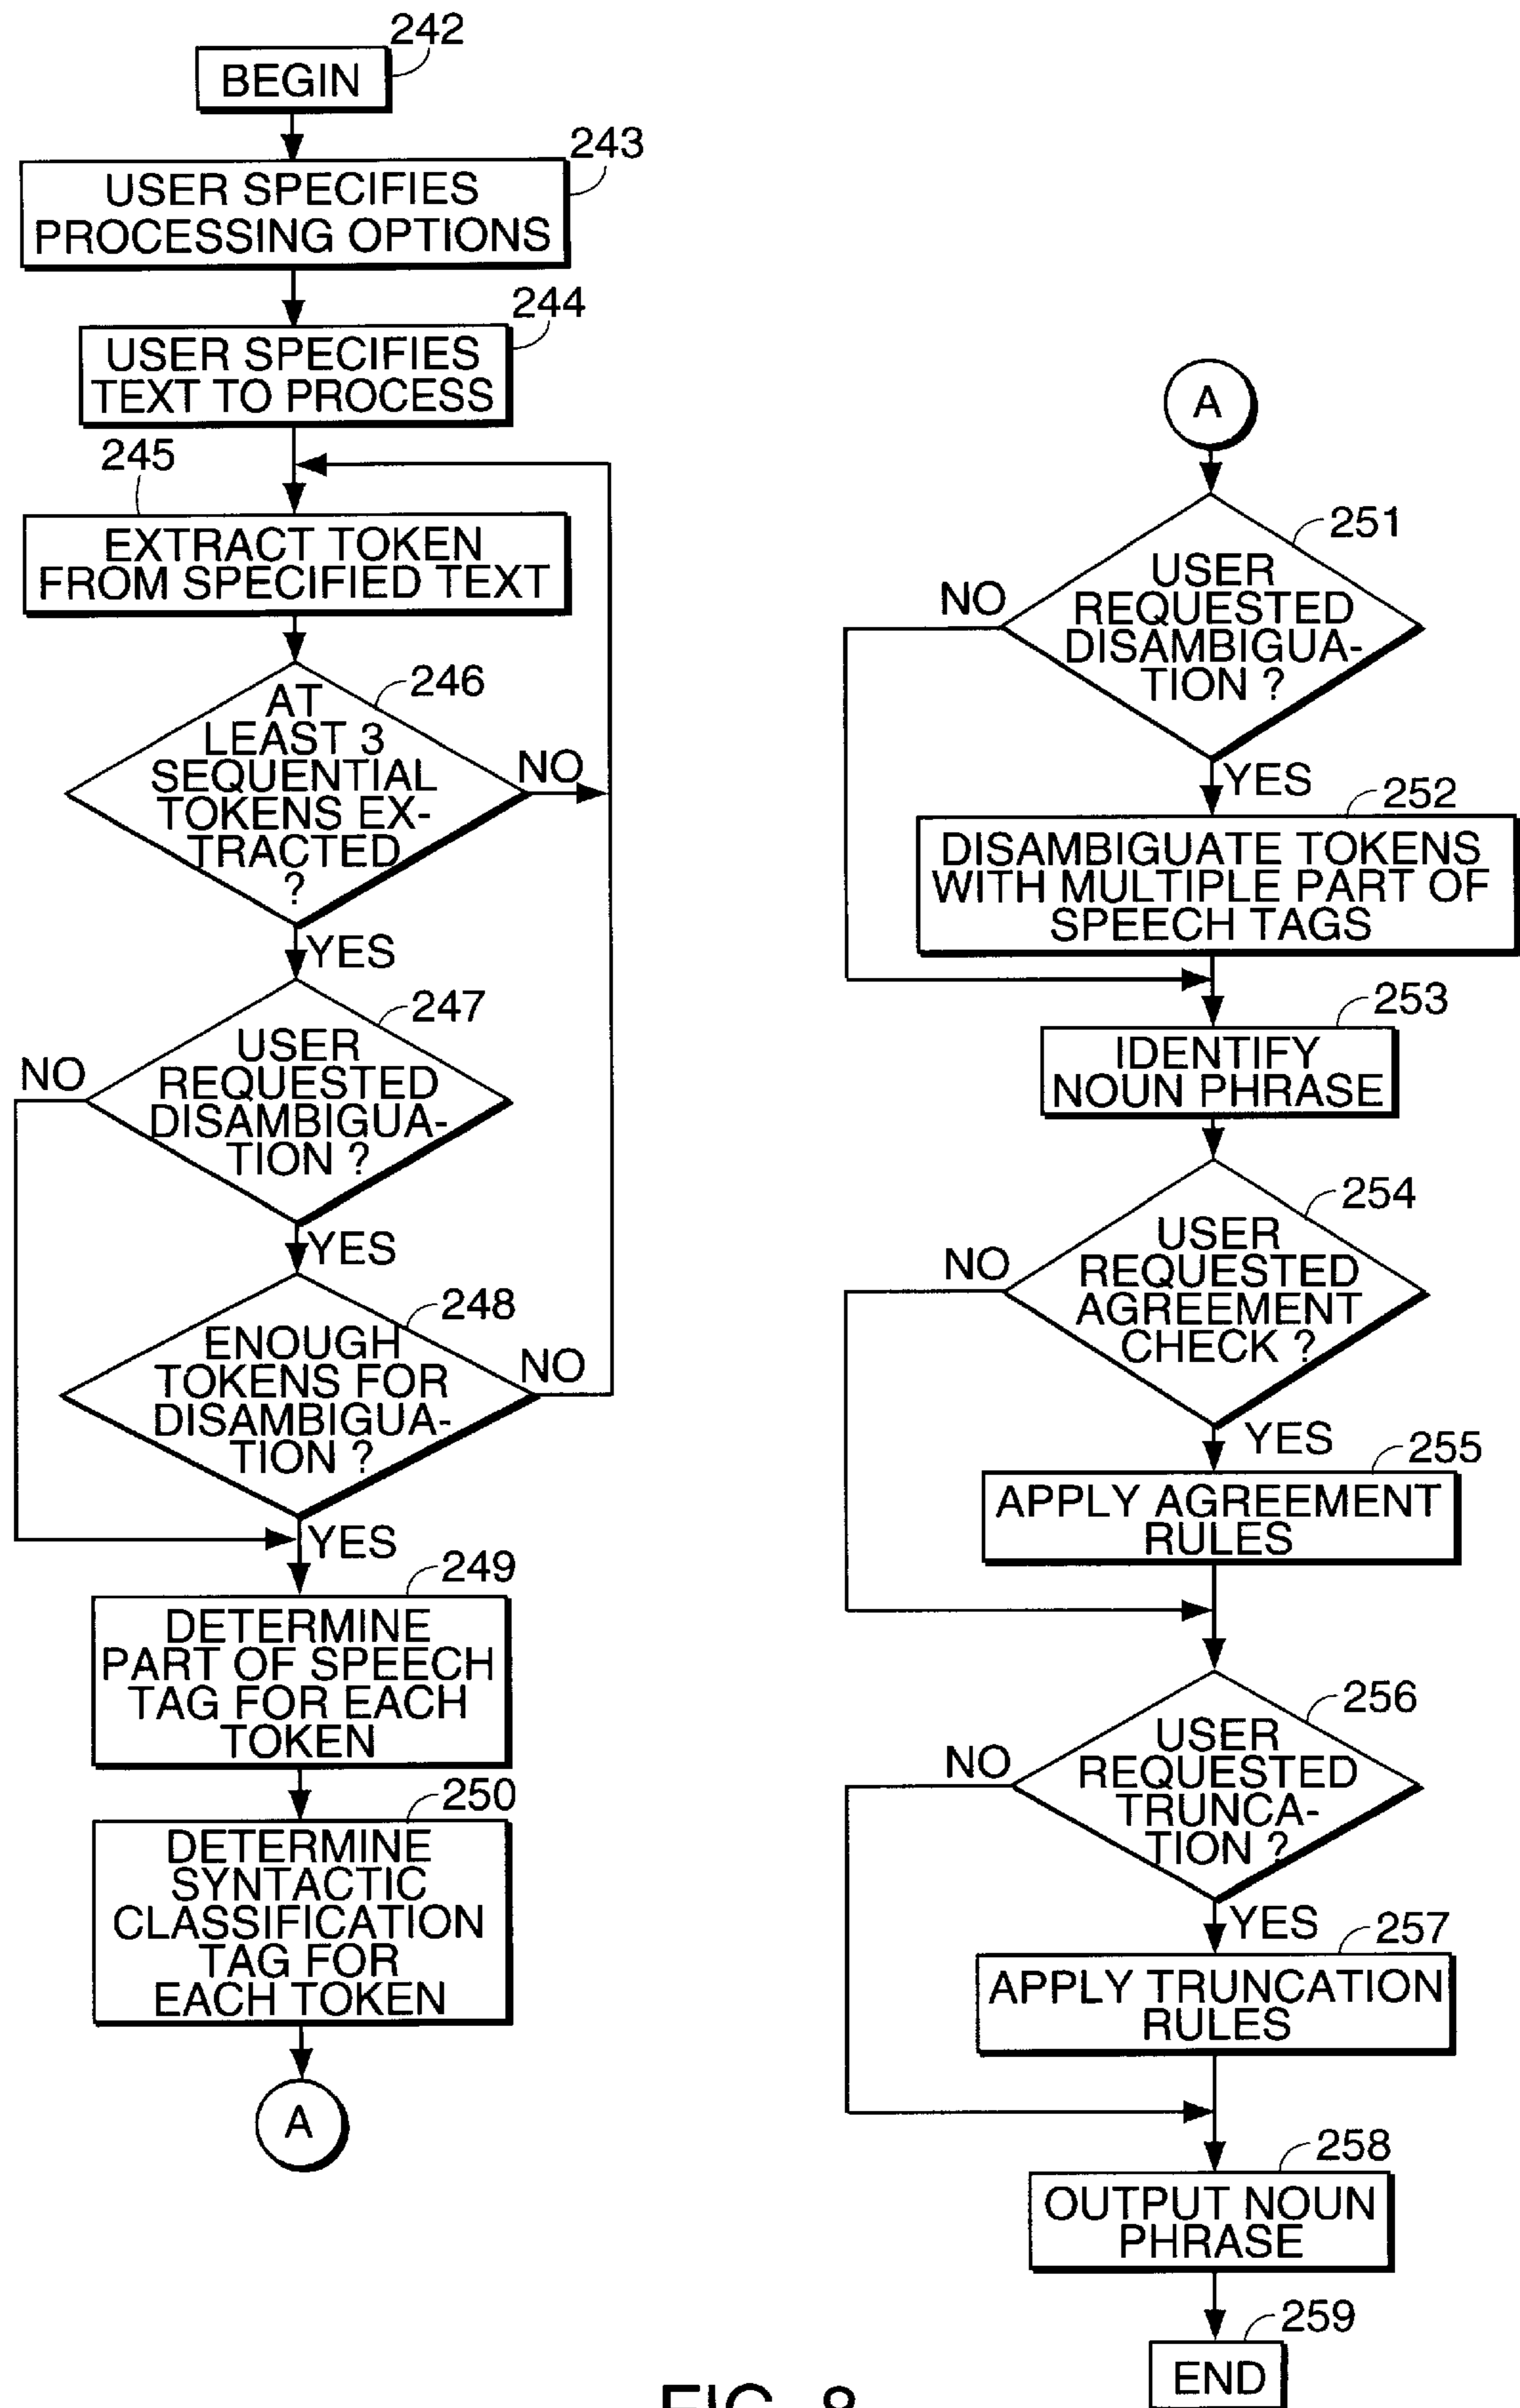 242
BEGIN
243
USER SPECIFIES
PROCESSING OPTIONS
244
USER SPECIFIES
TEXT TO PROCESS
245
EXTRACT TOKEN
FROM SPECIFIED TEXT
246
AT
LEAST 3
SEQUENTIAL
TOKENS EX-
TRACTED
?
NO
YES
247
USER
REQUESTED
DISAMBIGUA-
TION ?
NO
YES
248
ENOUGH
TOKENS FOR
DISAMBIGUA-
TION ?
NO
YES
249
DETERMINE
PART OF SPEECH
TAG FOR EACH
TOKEN
250
DETERMINE
SYNTACTIC
CLASSIFICATION
TAG FOR
EACH TOKEN
A
A
251
USER
REQUESTED
DISAMBIGUA-
TION ?
NO
YES
252
DISAMBIGUATE TOKENS
WITH MULTIPLE PART OF
SPEECH TAGS
253
IDENTIFY
NOUN PHRASE
254
USER
REQUESTED
AGREEMENT
CHECK ?
NO
YES
255
APPLY AGREEMENT
RULES
256
USER
REQUESTED
TRUNCA-
TION ?
NO
YES
257
APPLY TRUNCATION
RULES
258
OUTPUT NOUN
PHRASE
259
END
FIG. 8